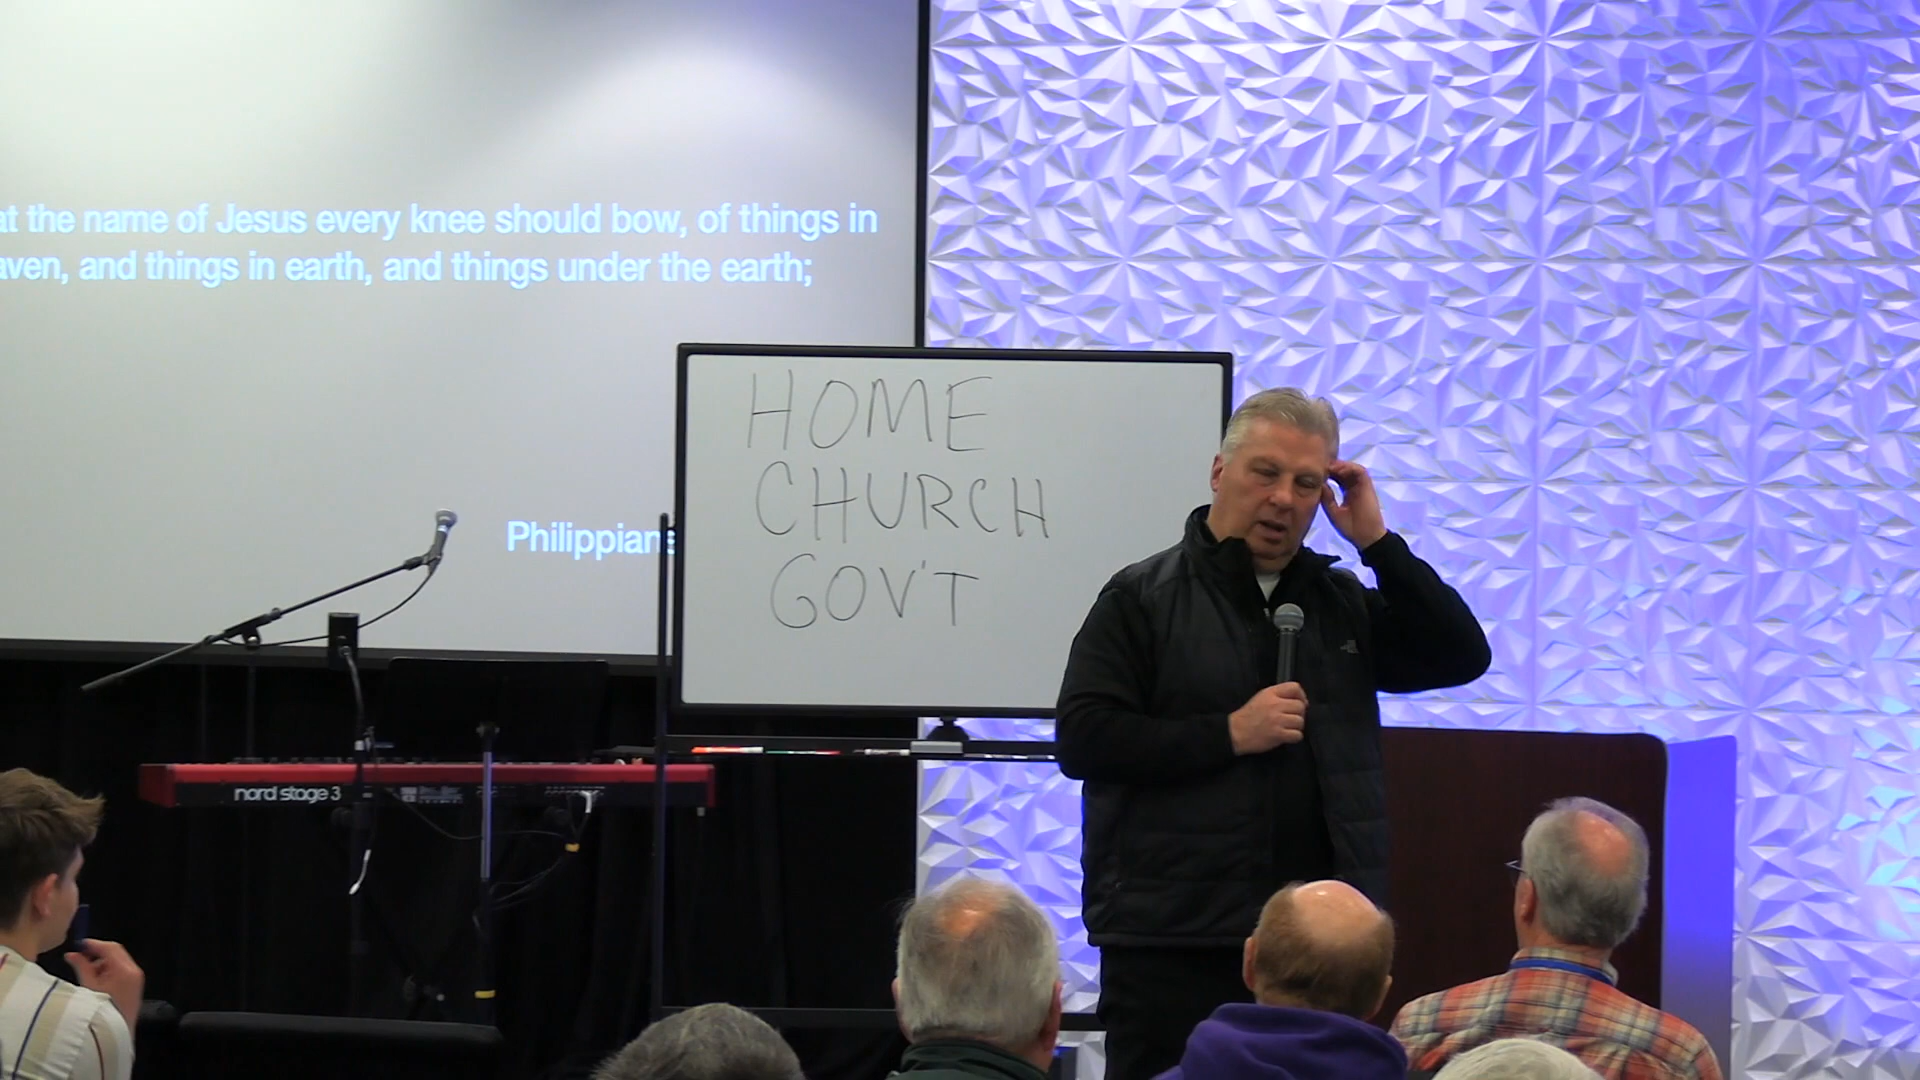 at the name of Jesus every knee should bow, of things in
aven, and things in earth, and things under the earth;
Philippians
HOME
CHURCH
GOV'T
nord stage 3